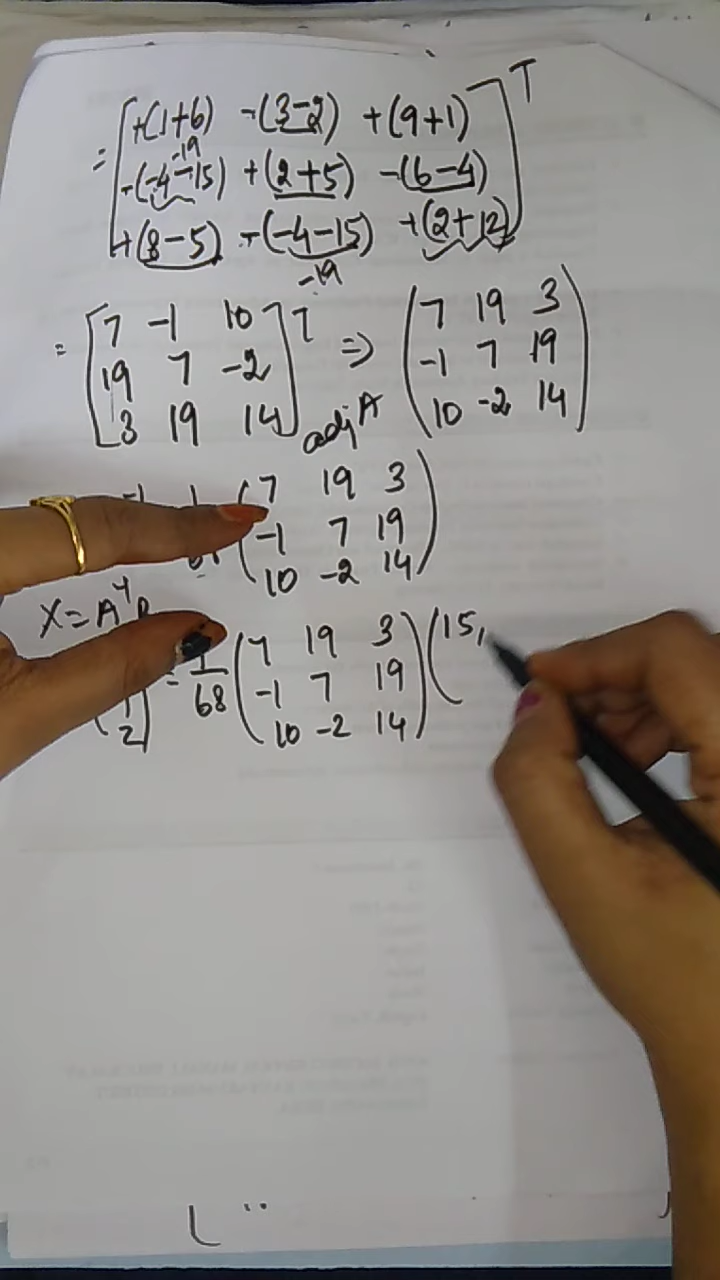 = [ +(1+6) -(3-2) +(9+1) ] T
-19
-(-4-15) +(2+5) -(6-4)
+(8-5) -(-4-15) +(2+12)
-19
= [ 7 -1 10 ] T ⇒ ( 7 19 3 )
19 7 -2 -1 7 19
3 19 14 10 -2 14
adj A
( 7 19 3 )
-1 7 19
10 -2 14
X = A
= 1/68 ( 7 19 3 ) ( 15,
-1 7 19
z 10 -2 14